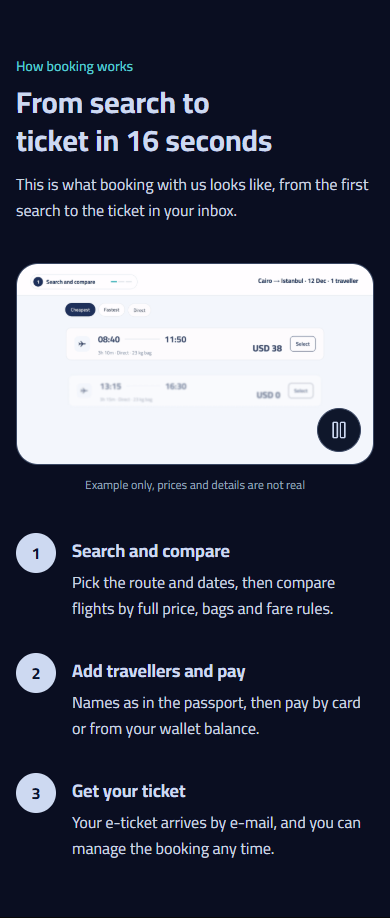 How booking works
From search to
ticket in 16 seconds
This is what booking with us looks like, from the first
search to the ticket in your inbox.
1 Search and compare
Cairo → Istanbul · 12 Dec · 1 traveller
Cheapest Fastest Direct
08:40 11:50
3h 10m · Direct · 23 kg bag
USD 38 Select
13:15 16:30
USD 0 Select
Example only, prices and details are not real
1 Search and compare
Pick the route and dates, then compare
flights by full price, bags and fare rules.
2 Add travellers and pay
Names as in the passport, then pay by card
or from your wallet balance.
3 Get your ticket
Your e-ticket arrives by e-mail, and you can
manage the booking any time.